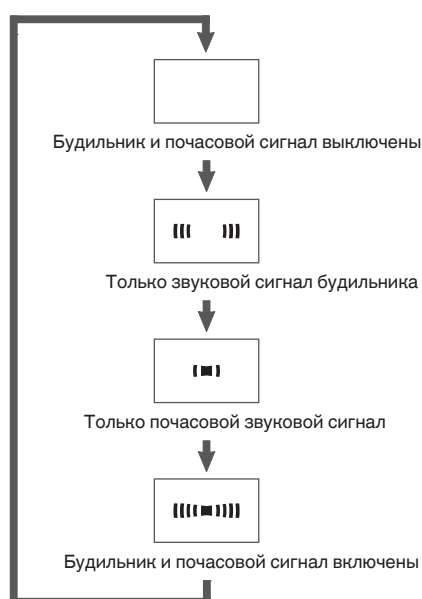 Будильник и почасовой сигнал выключены
Только звуковой сигнал будильника
Только почасовой звуковой сигнал
Будильник и почасовой сигнал включены